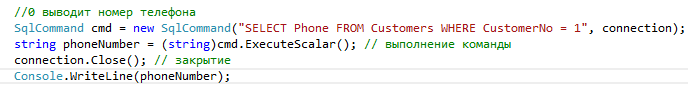 //0 выводит номер телефона
SqlCommand cmd = new SqlCommand("SELECT Phone FROM Customers WHERE CustomerNo = 1", connection);
string phoneNumber = (string)cmd.ExecuteScalar(); // выполнение команды
connection.Close(); // закрытие
Console.WriteLine(phoneNumber);